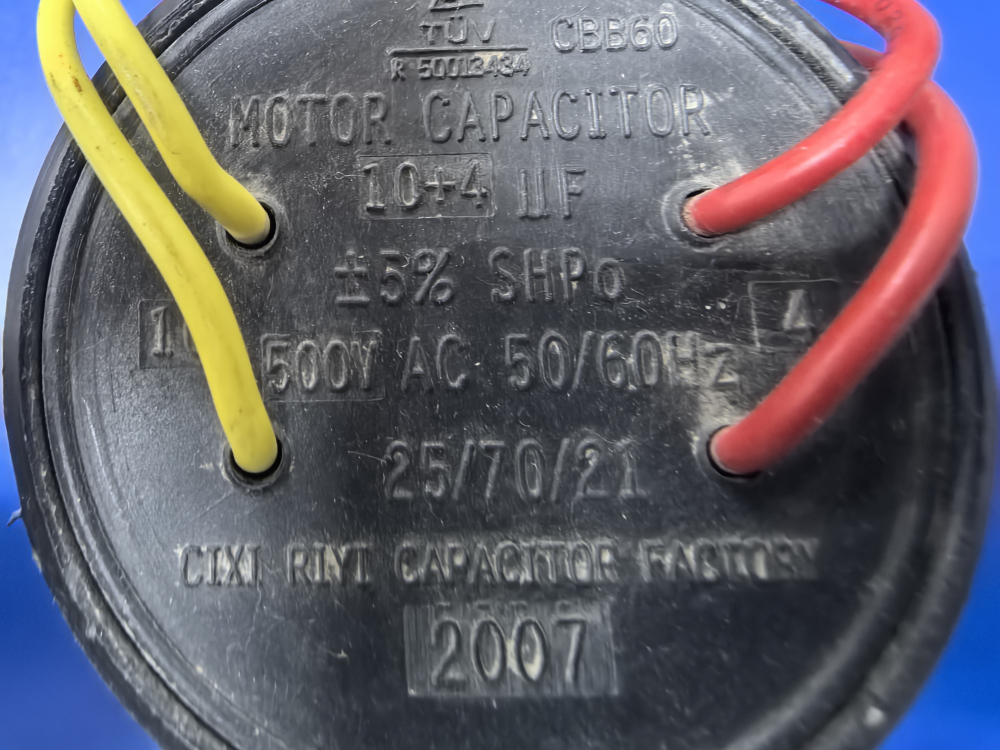 TÜV CBB60
R 50013434
MOTOR CAPACITOR
10+4 μF
±5% SHPo
4
500V AC 50/60Hz
25/70/21
CIXI RIYI CAPACITOR FACTORY
2007